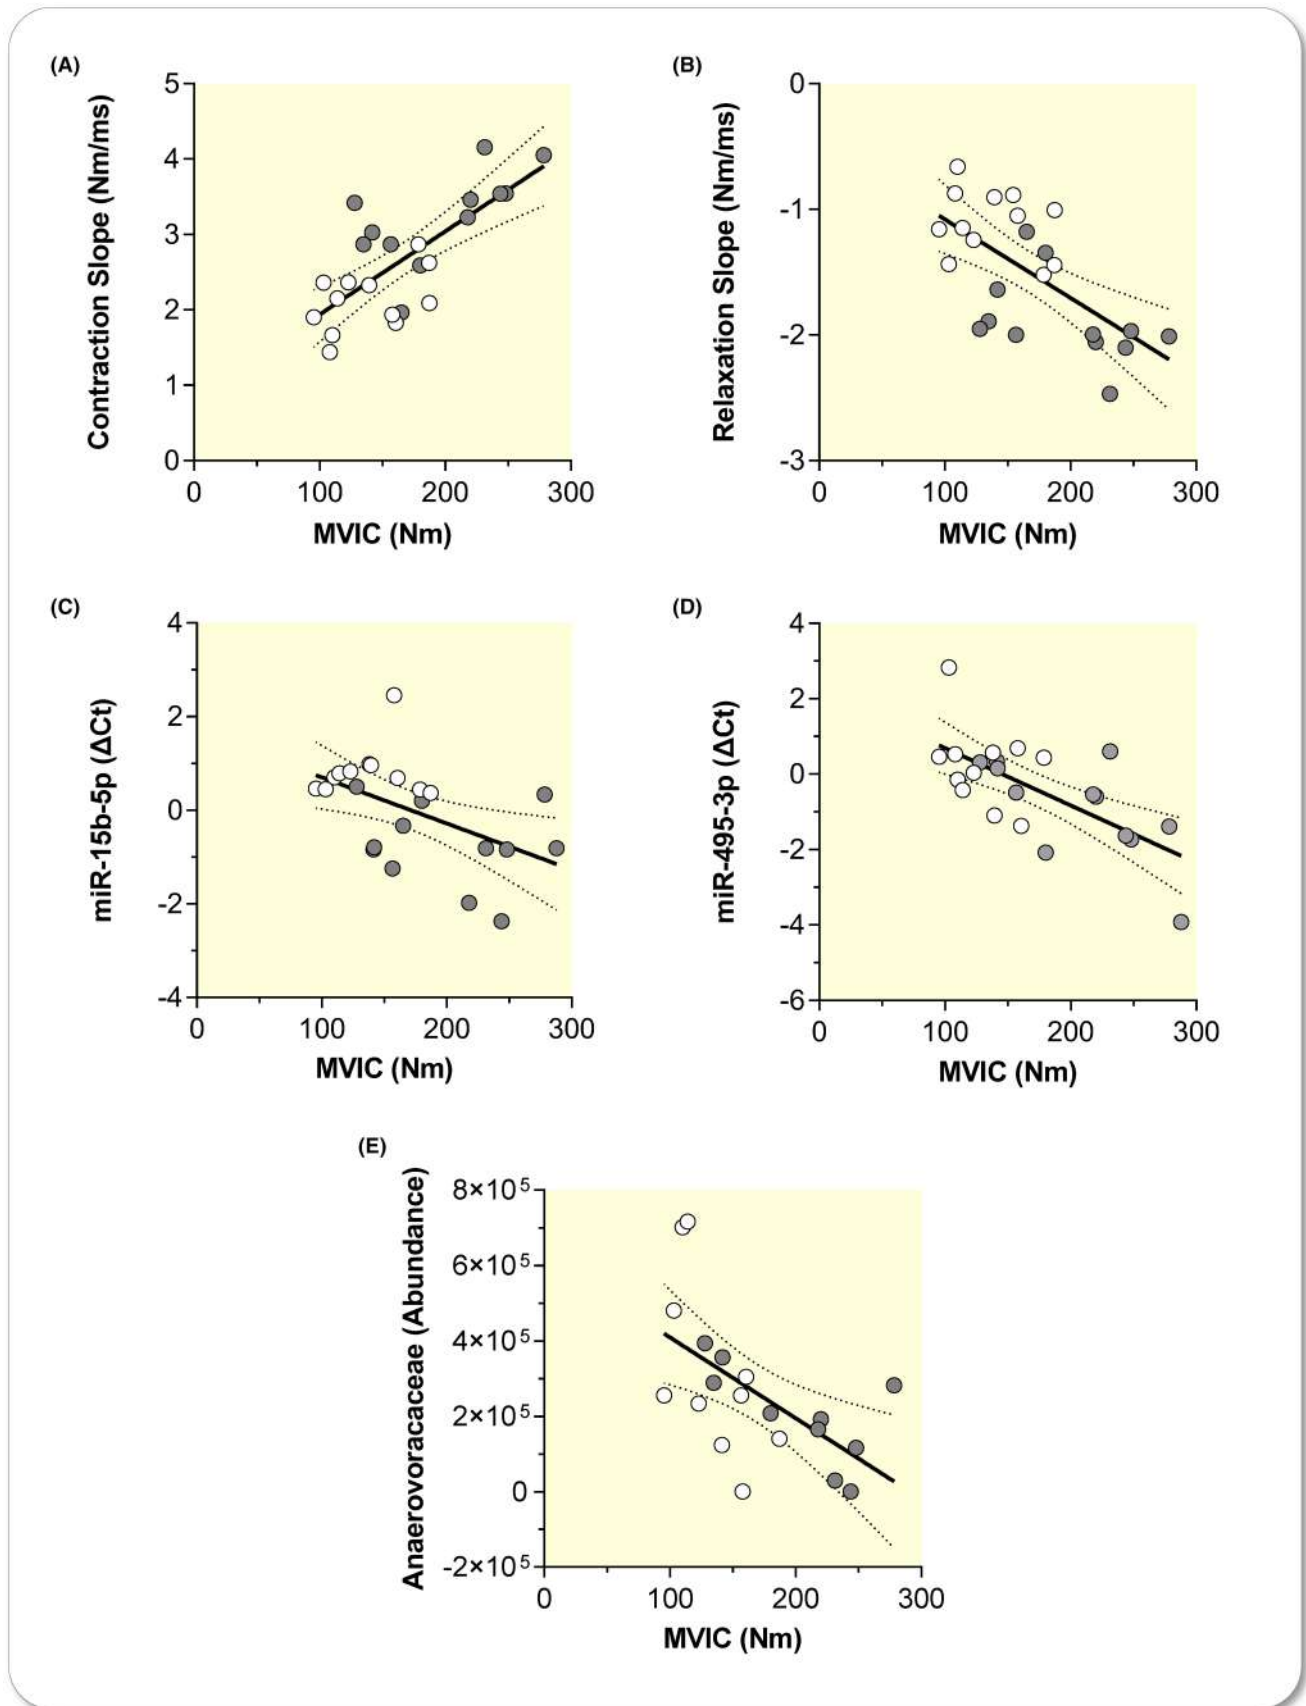 (A)
Contraction Slope (Nm/ms)
5
4
3
2
1
0
0 100 200 300
MVIC (Nm)
(B)
Relaxation Slope (Nm/ms)
0
-1
-2
-3
0 100 200 300
MVIC (Nm)
(C)
miR-15b-5p (ΔCt)
4
2
0
-2
-4
0 100 200 300
MVIC (Nm)
(D)
miR-495-3p (ΔCt)
4
2
0
-2
-4
-6
0 100 200 300
MVIC (Nm)
(E)
Anaerovoracaceae (Abundance)
8×10⁵
6×10⁵
4×10⁵
2×10⁵
0
-2×10⁵
0 100 200 300
MVIC (Nm)